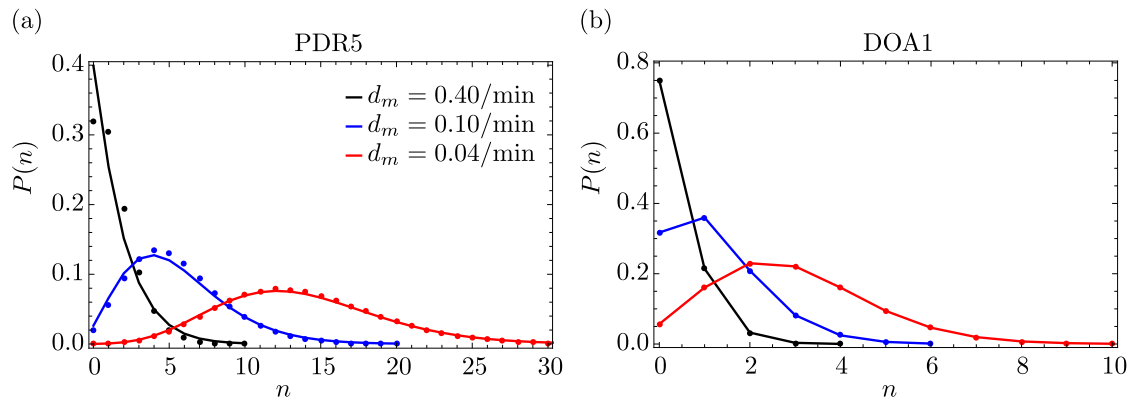 (a)
PDR5
P(n)
0.4
0.3
0.2
0.1
0.0
d_m = 0.40/min
d_m = 0.10/min
d_m = 0.04/min
0 5 10 15 20 25 30
n
(b)
DOA1
P(n)
0.8
0.6
0.4
0.2
0.0
0 2 4 6 8 10
n